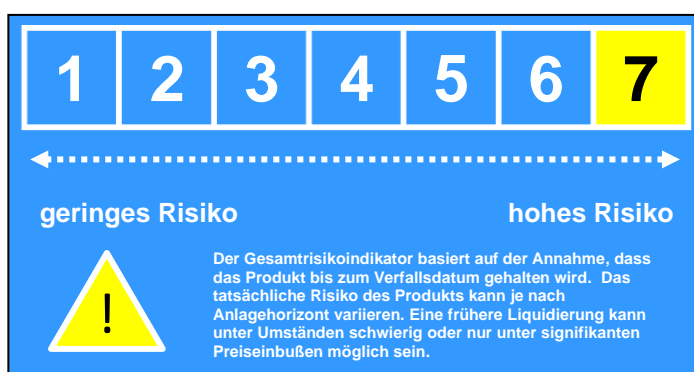 1 2 3 4 5 6 7
geringes Risiko hohes Risiko
Der Gesamtrisikoindikator basiert auf der Annahme, dass
das Produkt bis zum Verfallsdatum gehalten wird. Das
tatsächliche Risiko des Produkts kann je nach
Anlagehorizont variieren. Eine frühere Liquidierung kann
unter Umständen schwierig oder nur unter signifikanten
Preiseinbußen möglich sein.
!